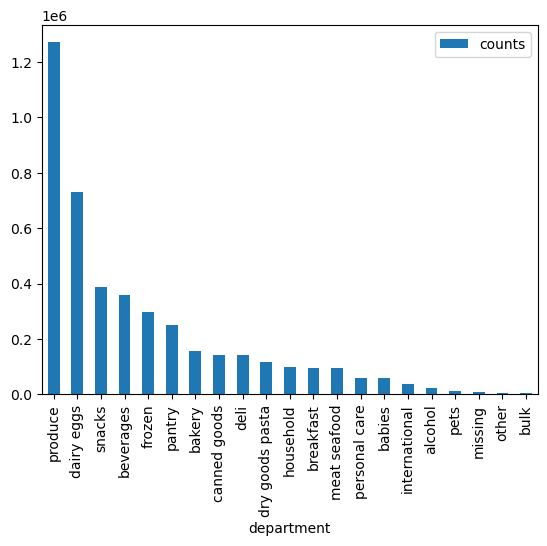 1e6
counts
1.2
1.0
0.8
0.6
0.4
0.2
0.0
produce
dairy eggs
snacks
beverages
frozen
pantry
bakery
canned goods
deli
dry goods pasta
household
breakfast
meat seafood
personal care
babies
international
alcohol
pets
missing
other
bulk
department